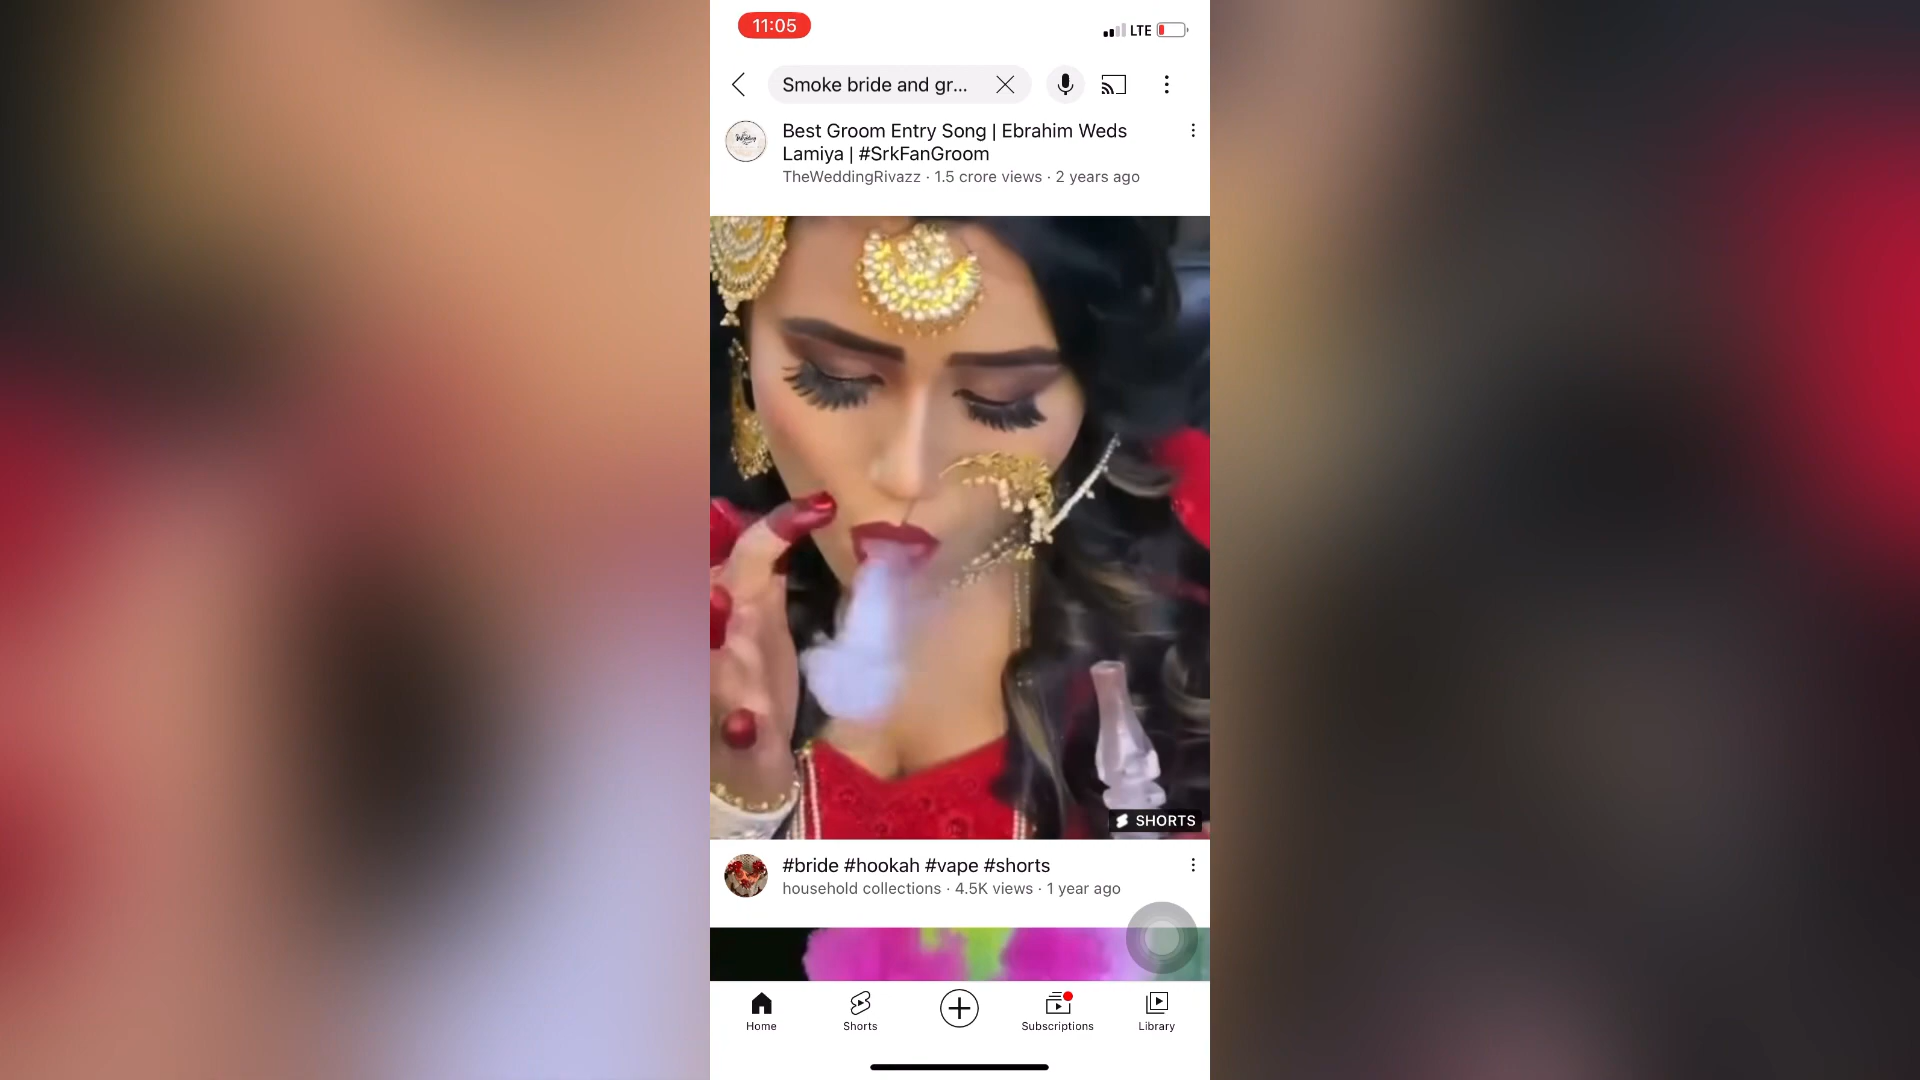 11:05
LTE
Smoke bride and gr...
Best Groom Entry Song | Ebrahim Weds
Lamiya | #SrkFanGroom
TheWeddingRivazz · 1.5 crore views · 2 years ago
SHORTS
#bride #hookah #vape #shorts
household collections · 4.5K views · 1 year ago
Home
Shorts
Subscriptions
Library